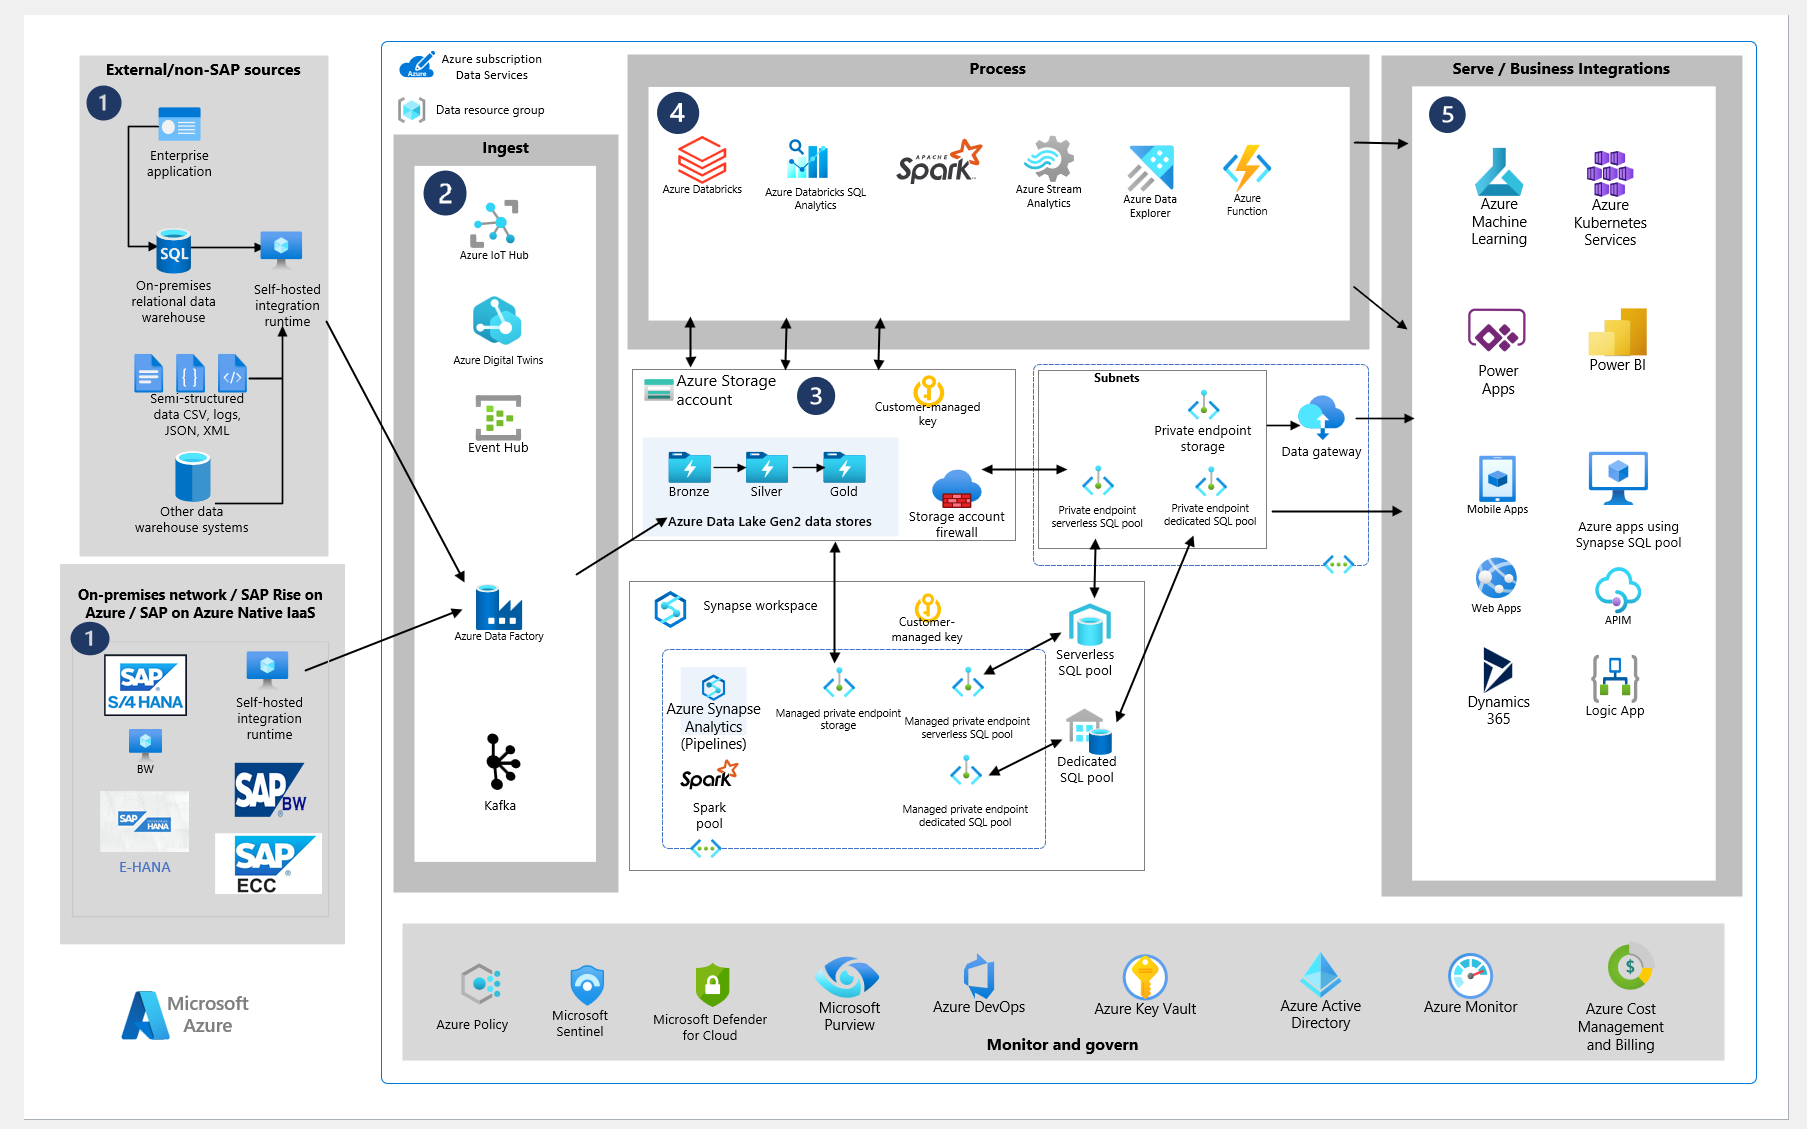 External/non-SAP sources
1
Enterprise
application
SQL
On-premises
relational data
warehouse
Self-hosted
integration
runtime
Semi-structured
data CSV, logs,
JSON, XML
Other data
warehouse systems
On-premises network / SAP Rise on
Azure / SAP on Azure Native IaaS
1
SAP
S/4 HANA
Self-hosted
integration
runtime
BW
SAP
BW
SAP
HANA
E-HANA
SAP
ECC
Microsoft
Azure
Azure
Azure subscription
Data Services
Data resource group
Ingest
2
Azure IoT Hub
Azure Digital Twins
Event Hub
Azure Data Factory
Kafka
Process
4
Azure Databricks
Azure Databricks SQL
Analytics
APACHE
Spark
Azure Stream
Analytics
Azure Data
Explorer
Azure
Function
Azure Storage
account
3
Customer-managed
key
Bronze
Silver
Gold
Azure Data Lake Gen2 data stores
Storage account
firewall
Subnets
Private endpoint
storage
Private endpoint
serverless SQL pool
Private endpoint
dedicated SQL pool
Data gateway
Synapse workspace
Customer-
managed key
Serverless
SQL pool
Azure Synapse
Analytics
(Pipelines)
Managed private endpoint
storage
Managed private endpoint
serverless SQL pool
Dedicated
SQL pool
Spark
Spark
pool
Managed private endpoint
dedicated SQL pool
Serve / Business Integrations
5
Azure
Machine
Learning
Azure
Kubernetes
Services
Power
Apps
Power BI
Mobile Apps
Azure apps using
Synapse SQL pool
Web Apps
APIM
Dynamics
365
Logic App
Azure Policy
Microsoft
Sentinel
Microsoft Defender
for Cloud
Microsoft
Purview
Azure DevOps
Azure Key Vault
Azure Active
Directory
Azure Monitor
Azure Cost
Management
and Billing
Monitor and govern